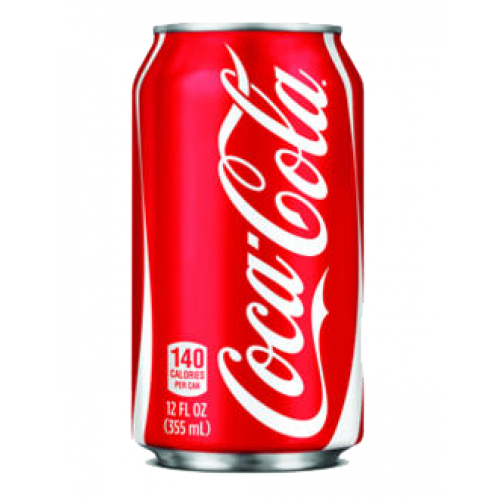 Coca-Cola
140
CALORIES
PER CAN
12 FL OZ
(355 mL)